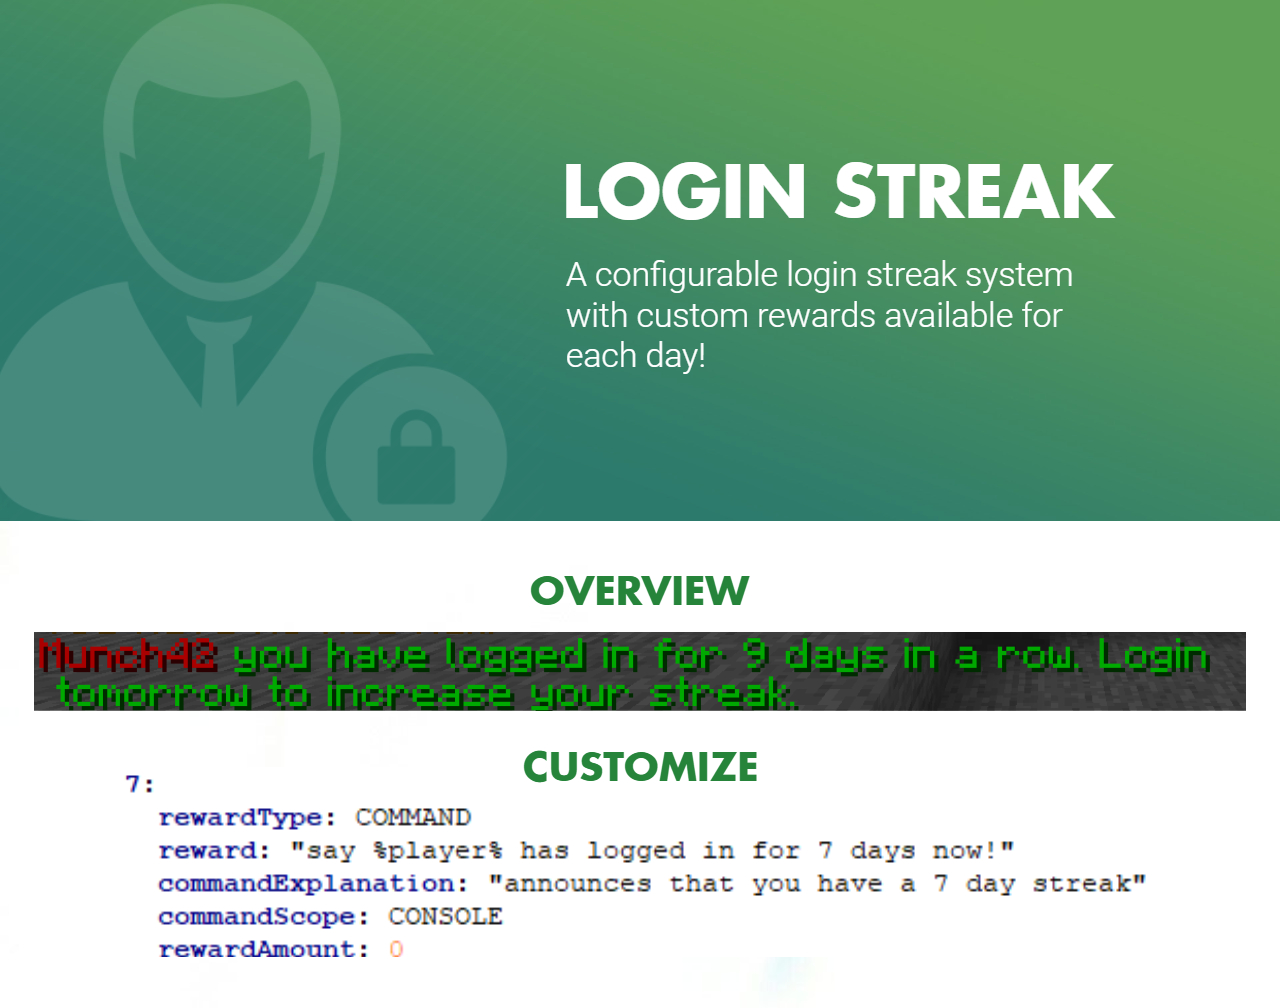 LOGIN STREAK
A configurable login streak system
with custom rewards available for
each day!
OVERVIEW
Munch42 you have logged in for 9 days in a row. Login
tomorrow to increase your streak.
CUSTOMIZE
7:
rewardType: COMMAND
reward: "say %player% has logged in for 7 days now!"
commandExplanation: "announces that you have a 7 day streak"
commandScope: CONSOLE
rewardAmount: 0